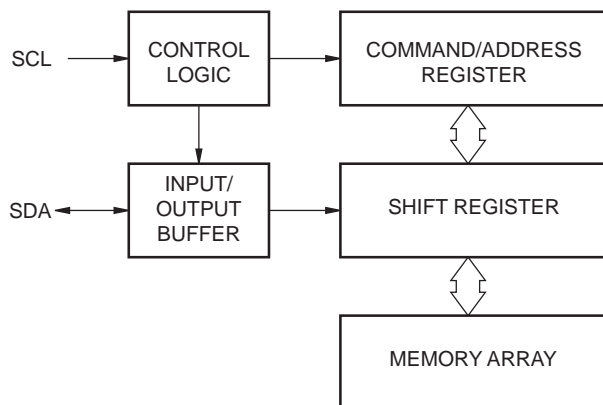 SCL
CONTROL
LOGIC
COMMAND/ADDRESS
REGISTER
SDA
INPUT/
OUTPUT
BUFFER
SHIFT REGISTER
MEMORY ARRAY